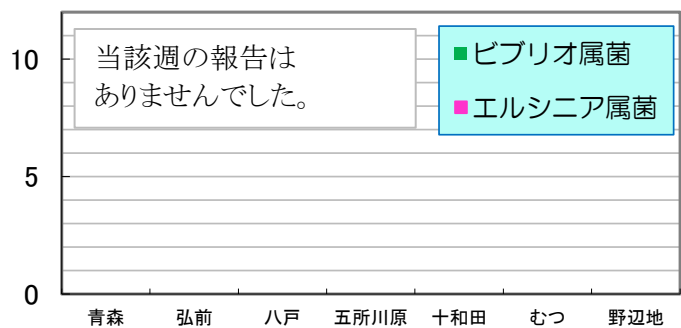 10
当該週の報告は
ありませんでした。
ビブリオ属菌
エルシニア属菌
5
0
青森 弘前 八戸 五所川原 十和田 むつ 野辺地